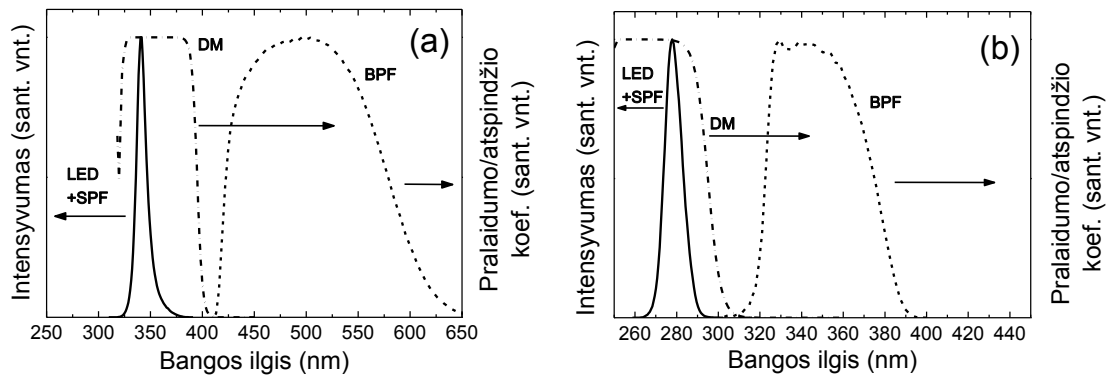 (a)
DM
BPF
LED
+SPF
Intensyvumas (sant. vnt.)
Pralaidumo/atspindžio
koef. (sant. vnt.)
250 300 350 400 450 500 550 600 650
Bangos ilgis (nm)
(b)
LED
+SPF
DM
BPF
Intensyvumas (sant. vnt.)
Pralaidumo/atspindžio
koef. (sant. vnt.)
260 280 300 320 340 360 380 400 420 440
Bangos ilgis (nm)